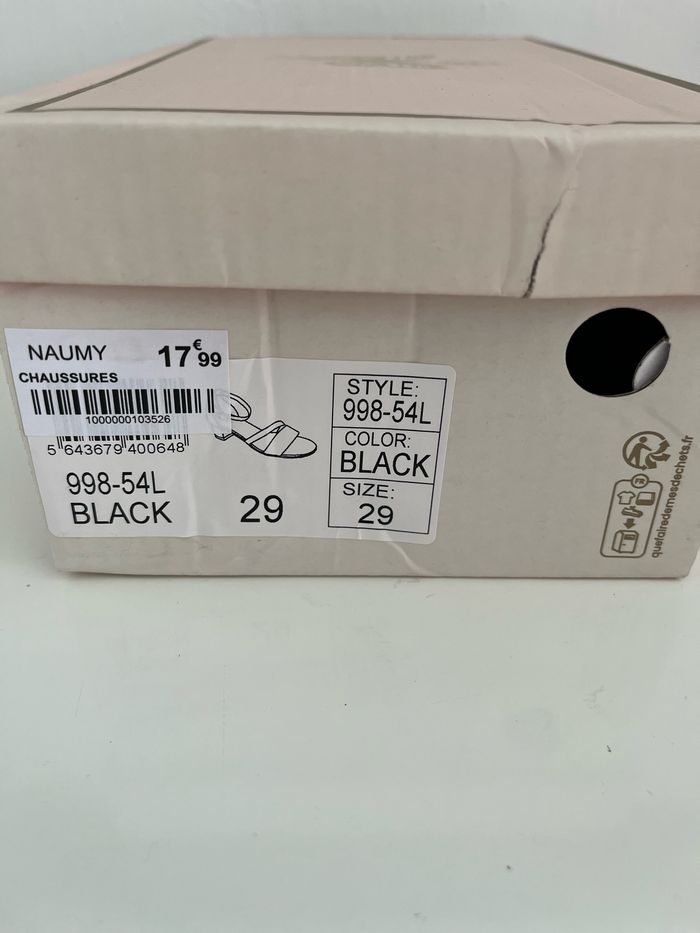 NAUMY 17€99
CHAUSSURES
1000000103526
5 643679 400648
998-54L
BLACK
29
STYLE:
998-54L
COLOR:
BLACK
SIZE:
29
quefairedemesdechets.fr
FR